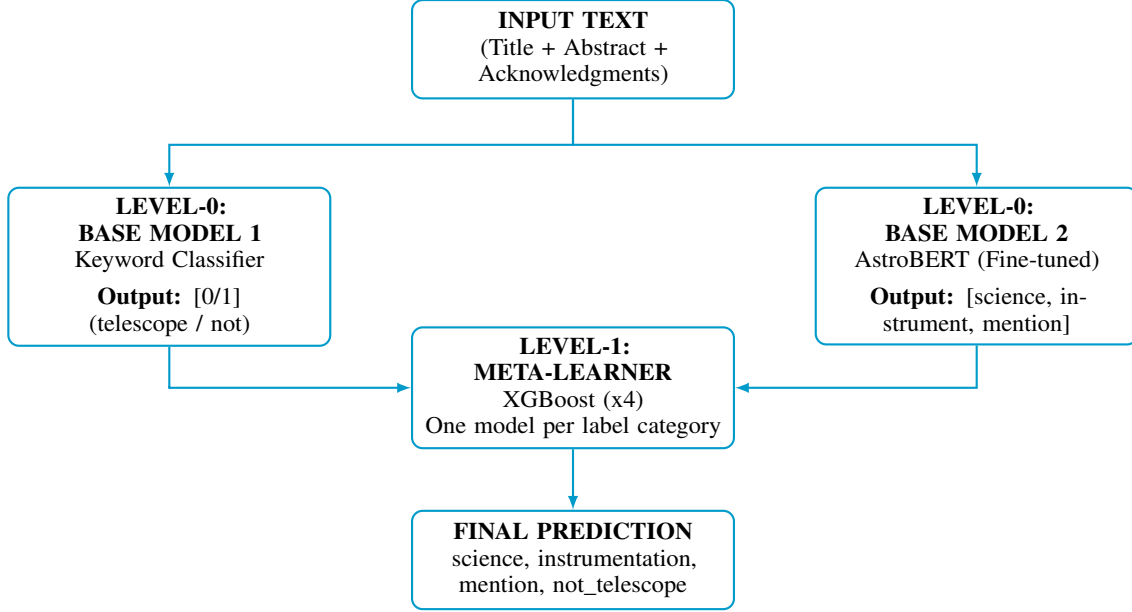 INPUT TEXT
(Title + Abstract +
Acknowledgments)
LEVEL-0:
BASE MODEL 1
Keyword Classifier
Output: [0/1]
(telescope / not)
LEVEL-0:
BASE MODEL 2
AstroBERT (Fine-tuned)
Output: [science, in-
strument, mention]
LEVEL-1:
META-LEARNER
XGBoost (x4)
One model per label category
FINAL PREDICTION
science, instrumentation,
mention, not_telescope